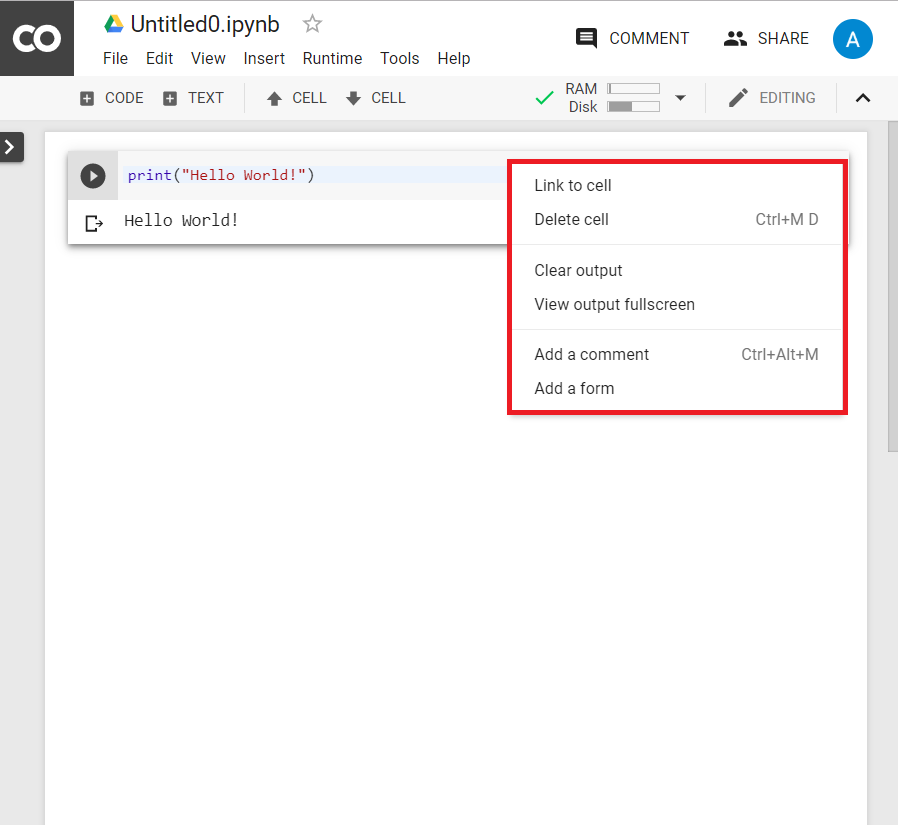 CO
Untitled0.ipynb
COMMENT SHARE A
File Edit View Insert Runtime Tools Help
CODE TEXT CELL CELL RAM Disk EDITING
print("Hello World!")
Hello World!
Link to cell
Delete cell Ctrl+M D
Clear output
View output fullscreen
Add a comment Ctrl+Alt+M
Add a form